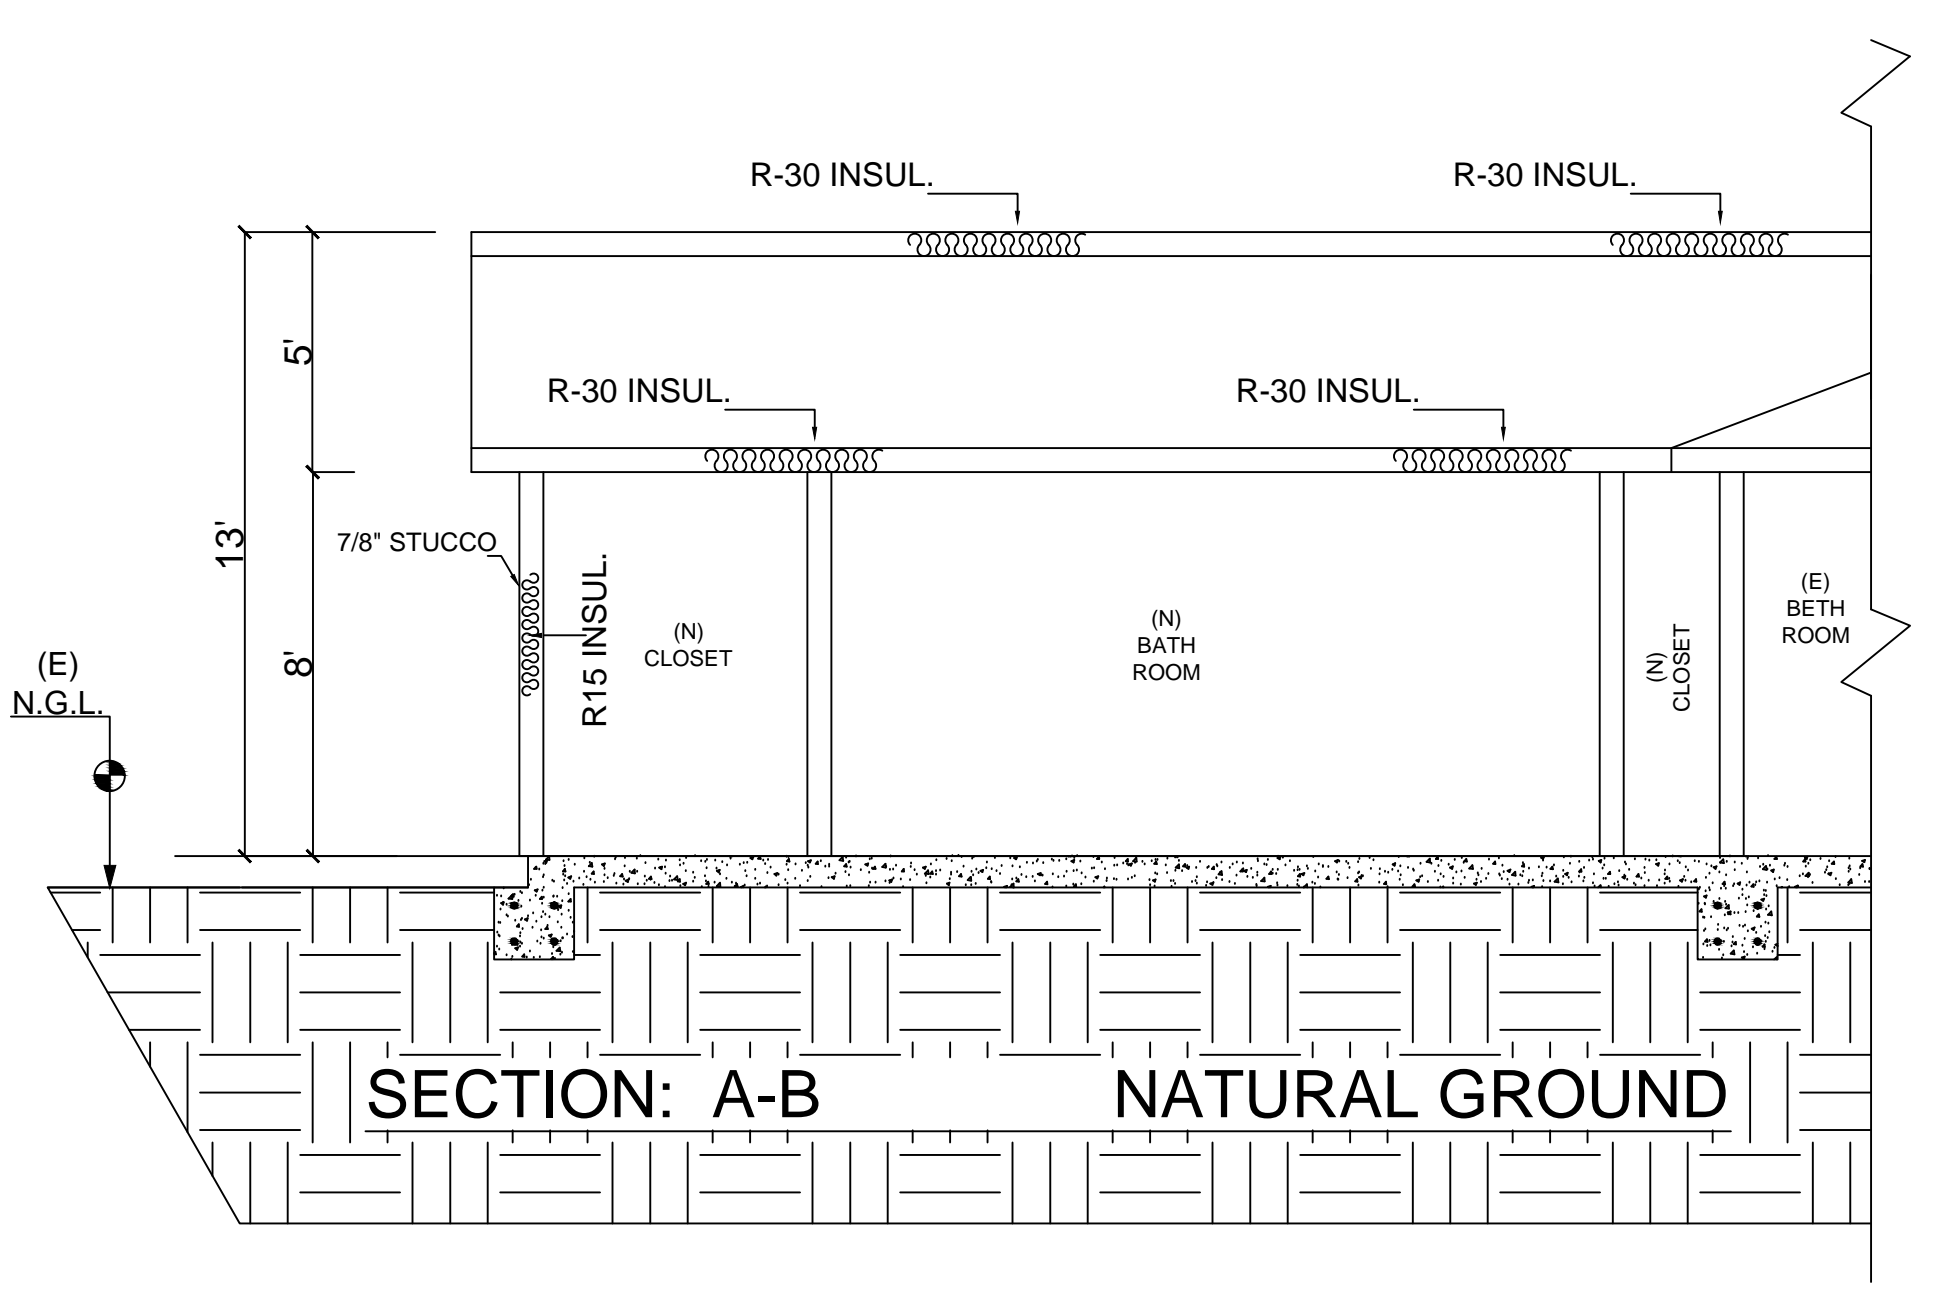 R-30 INSUL.
R-30 INSUL.
5'
R-30 INSUL.
R-30 INSUL.
13'
8'
7/8" STUCCO
R15 INSUL.
(N)
CLOSET
(N)
BATH
ROOM
(N)
CLOSET
(E)
BETH
ROOM
(E)
N.G.L.
SECTION: A-B
NATURAL GROUND